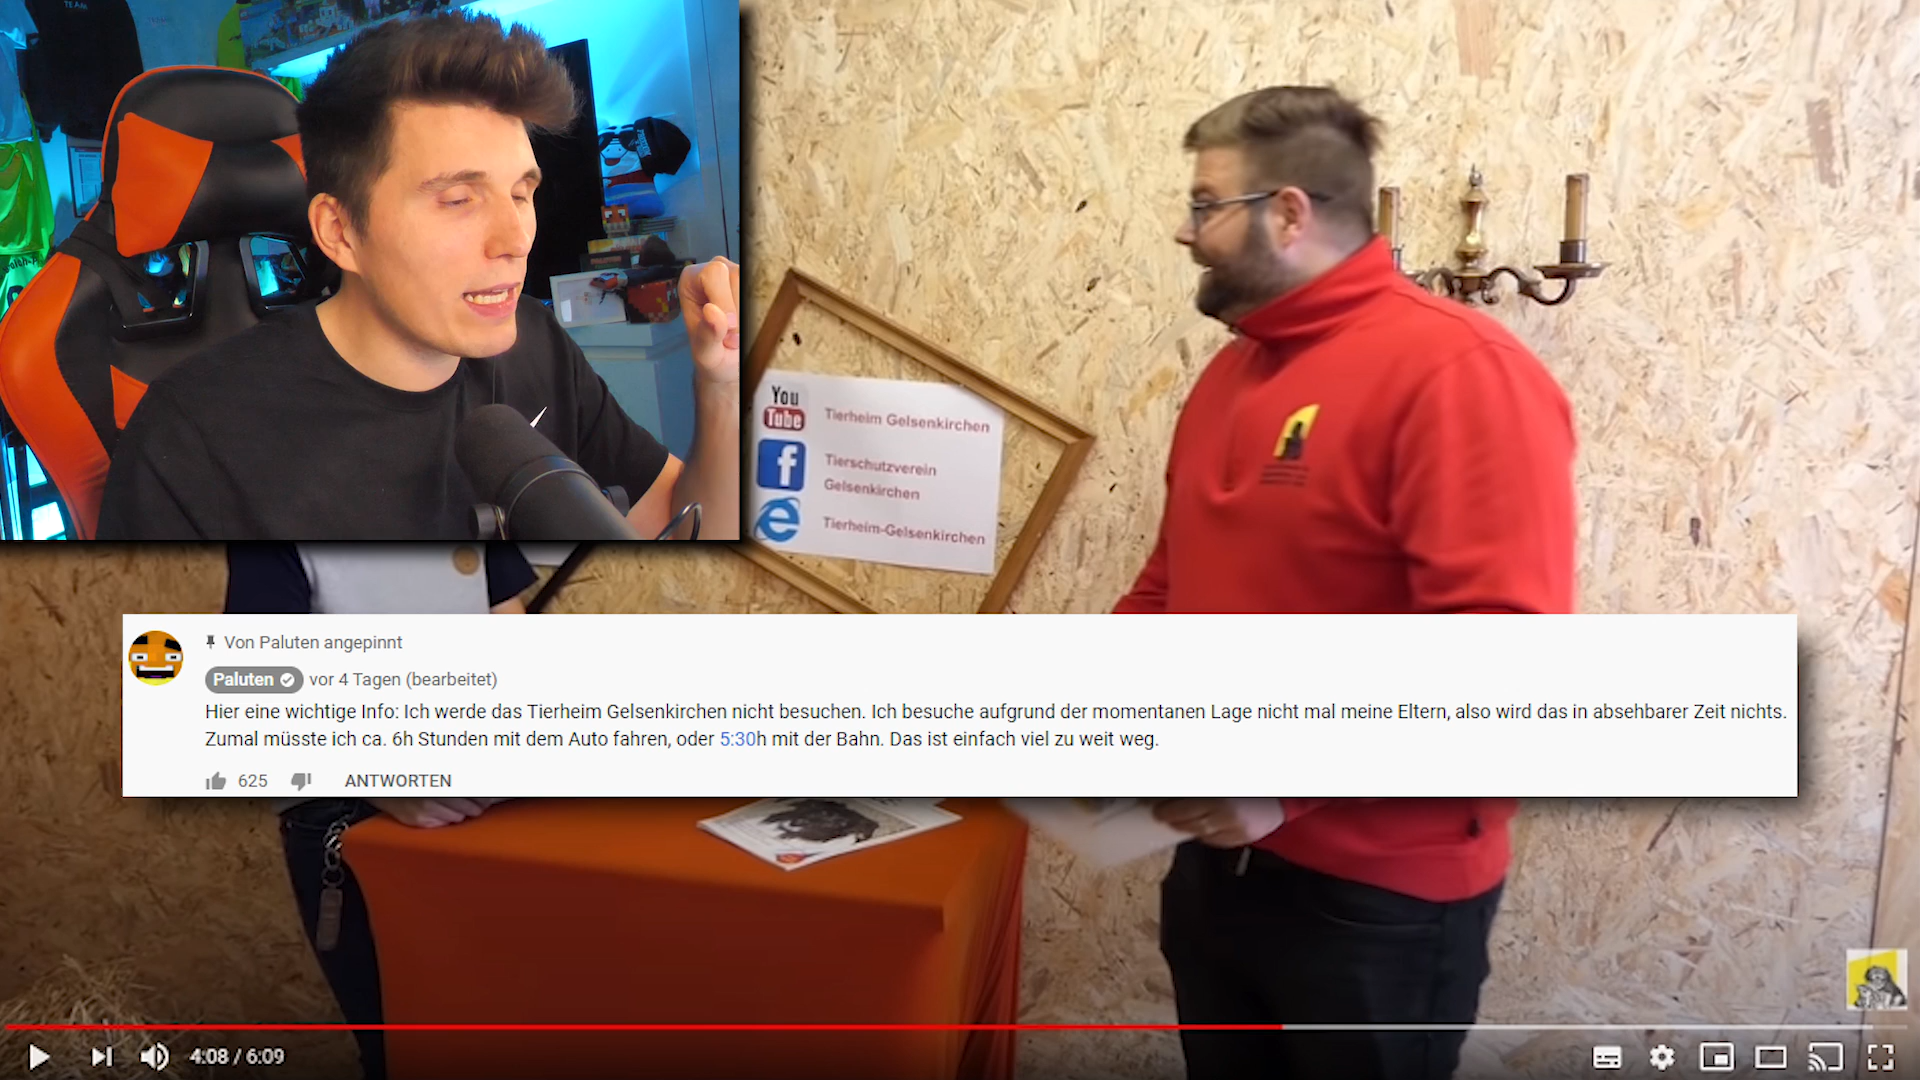 You
Tube
Tierheim Gelsenkirchen
Tierschutzverein
Gelsenkirchen
Tierheim-Gelsenkirchen
Von Paluten angepinnt
Paluten vor 4 Tagen (bearbeitet)
Hier eine wichtige Info: Ich werde das Tierheim Gelsenkirchen nicht besuchen. Ich besuche aufgrund der momentanen Lage nicht mal meine Eltern, also wird das in absehbarer Zeit nichts.
Zumal müsste ich ca. 6h Stunden mit dem Auto fahren, oder 5:30h mit der Bahn. Das ist einfach viel zu weit weg.
625 ANTWORTEN
4:08 / 6:09